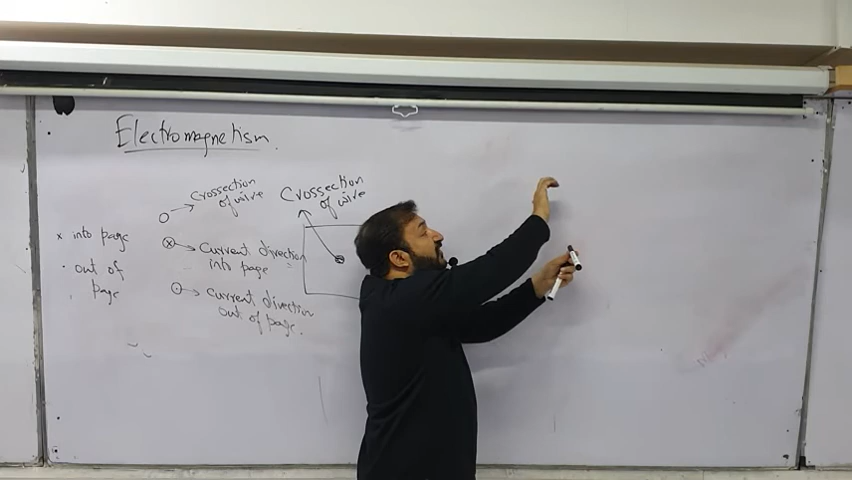 Electromagnetism.
x into page
. out of
page
Crossection
of wire
Current direction
into page
Current direction
out of page.
Crossection
of wire